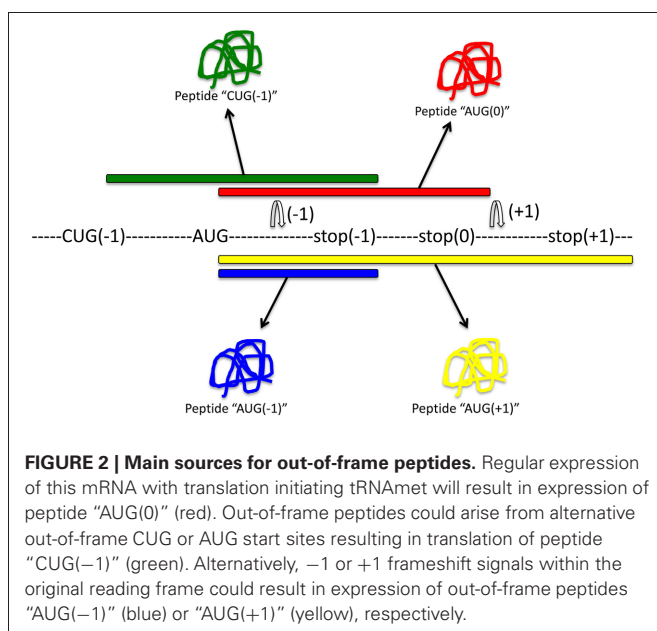 Peptide "CUG(-1)"
Peptide "AUG(0)"
(-1)
(+1)
-----CUG(-1)-----------AUG--------------stop(-1)-------stop(0)------------stop(+1)---
Peptide "AUG(-1)"
Peptide "AUG(+1)"
FIGURE 2 | Main sources for out-of-frame peptides. Regular expression
of this mRNA with translation initiating tRNAmet will result in expression of
peptide "AUG(0)" (red). Out-of-frame peptides could arise from alternative
out-of-frame CUG or AUG start sites resulting in translation of peptide
"CUG(−1)" (green). Alternatively, −1 or +1 frameshift signals within the
original reading frame could result in expression of out-of-frame peptides
"AUG(−1)" (blue) or "AUG(+1)" (yellow), respectively.